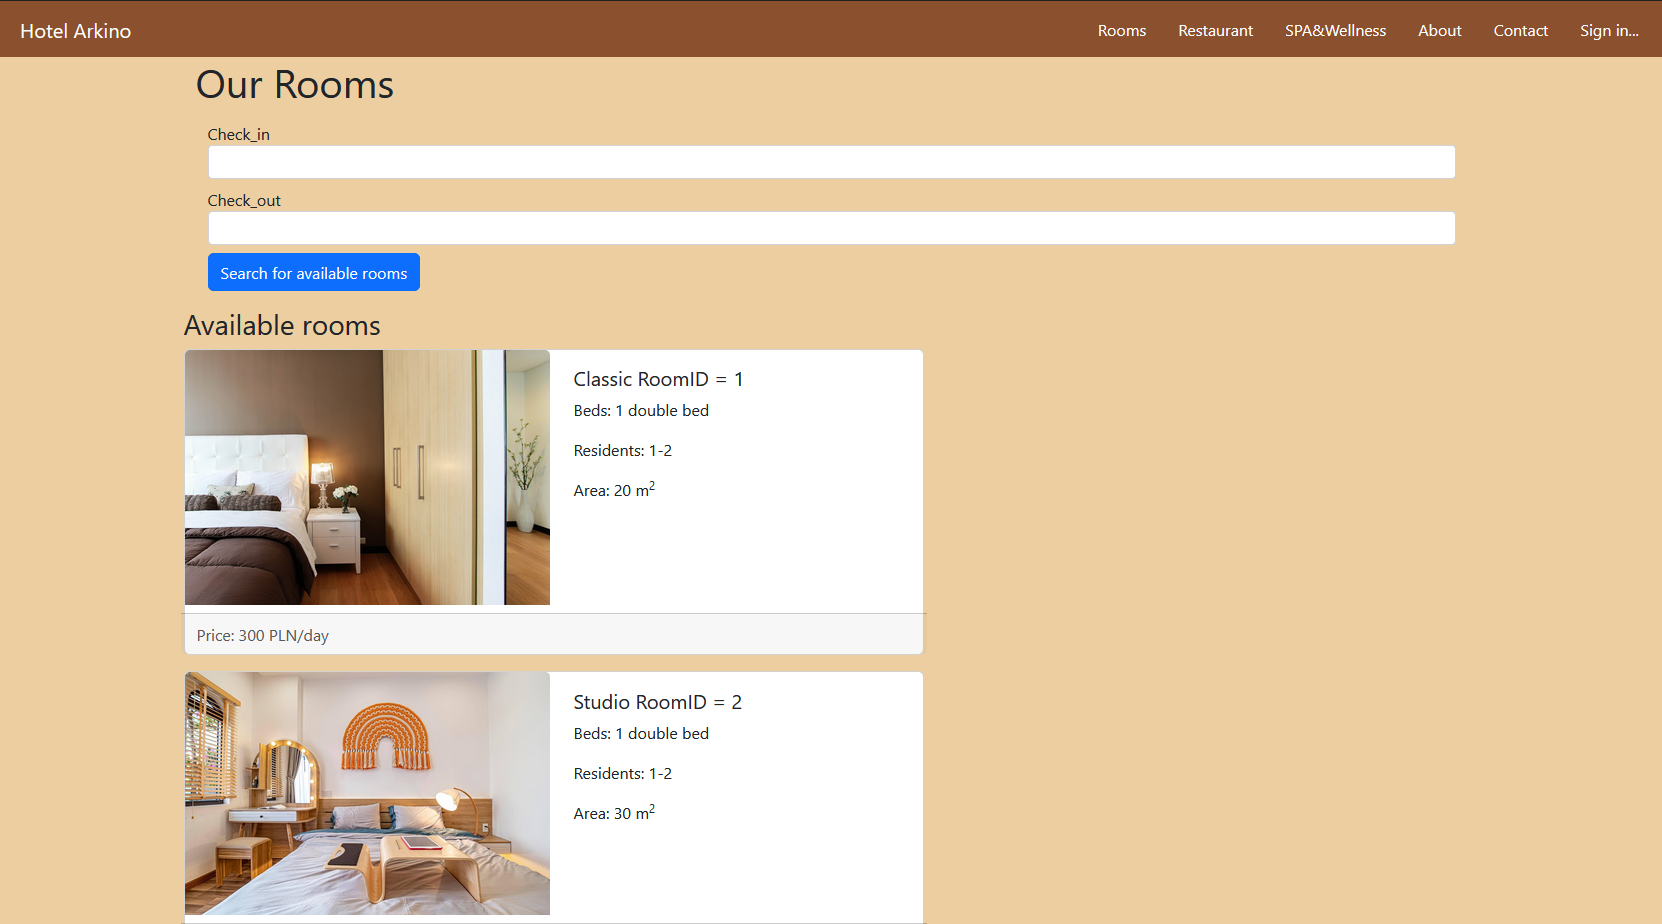 Hotel Arkino
Rooms Restaurant SPA&Wellness About Contact Sign in...
Our Rooms
Check_in
Check_out
Search for available rooms
Available rooms
Classic RoomID = 1
Beds: 1 double bed
Residents: 1-2
Area: 20 m²
Price: 300 PLN/day
Studio RoomID = 2
Beds: 1 double bed
Residents: 1-2
Area: 30 m²